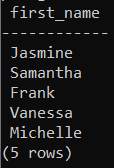 first_name
------------
Jasmine
Samantha
Frank
Vanessa
Michelle
(5 rows)